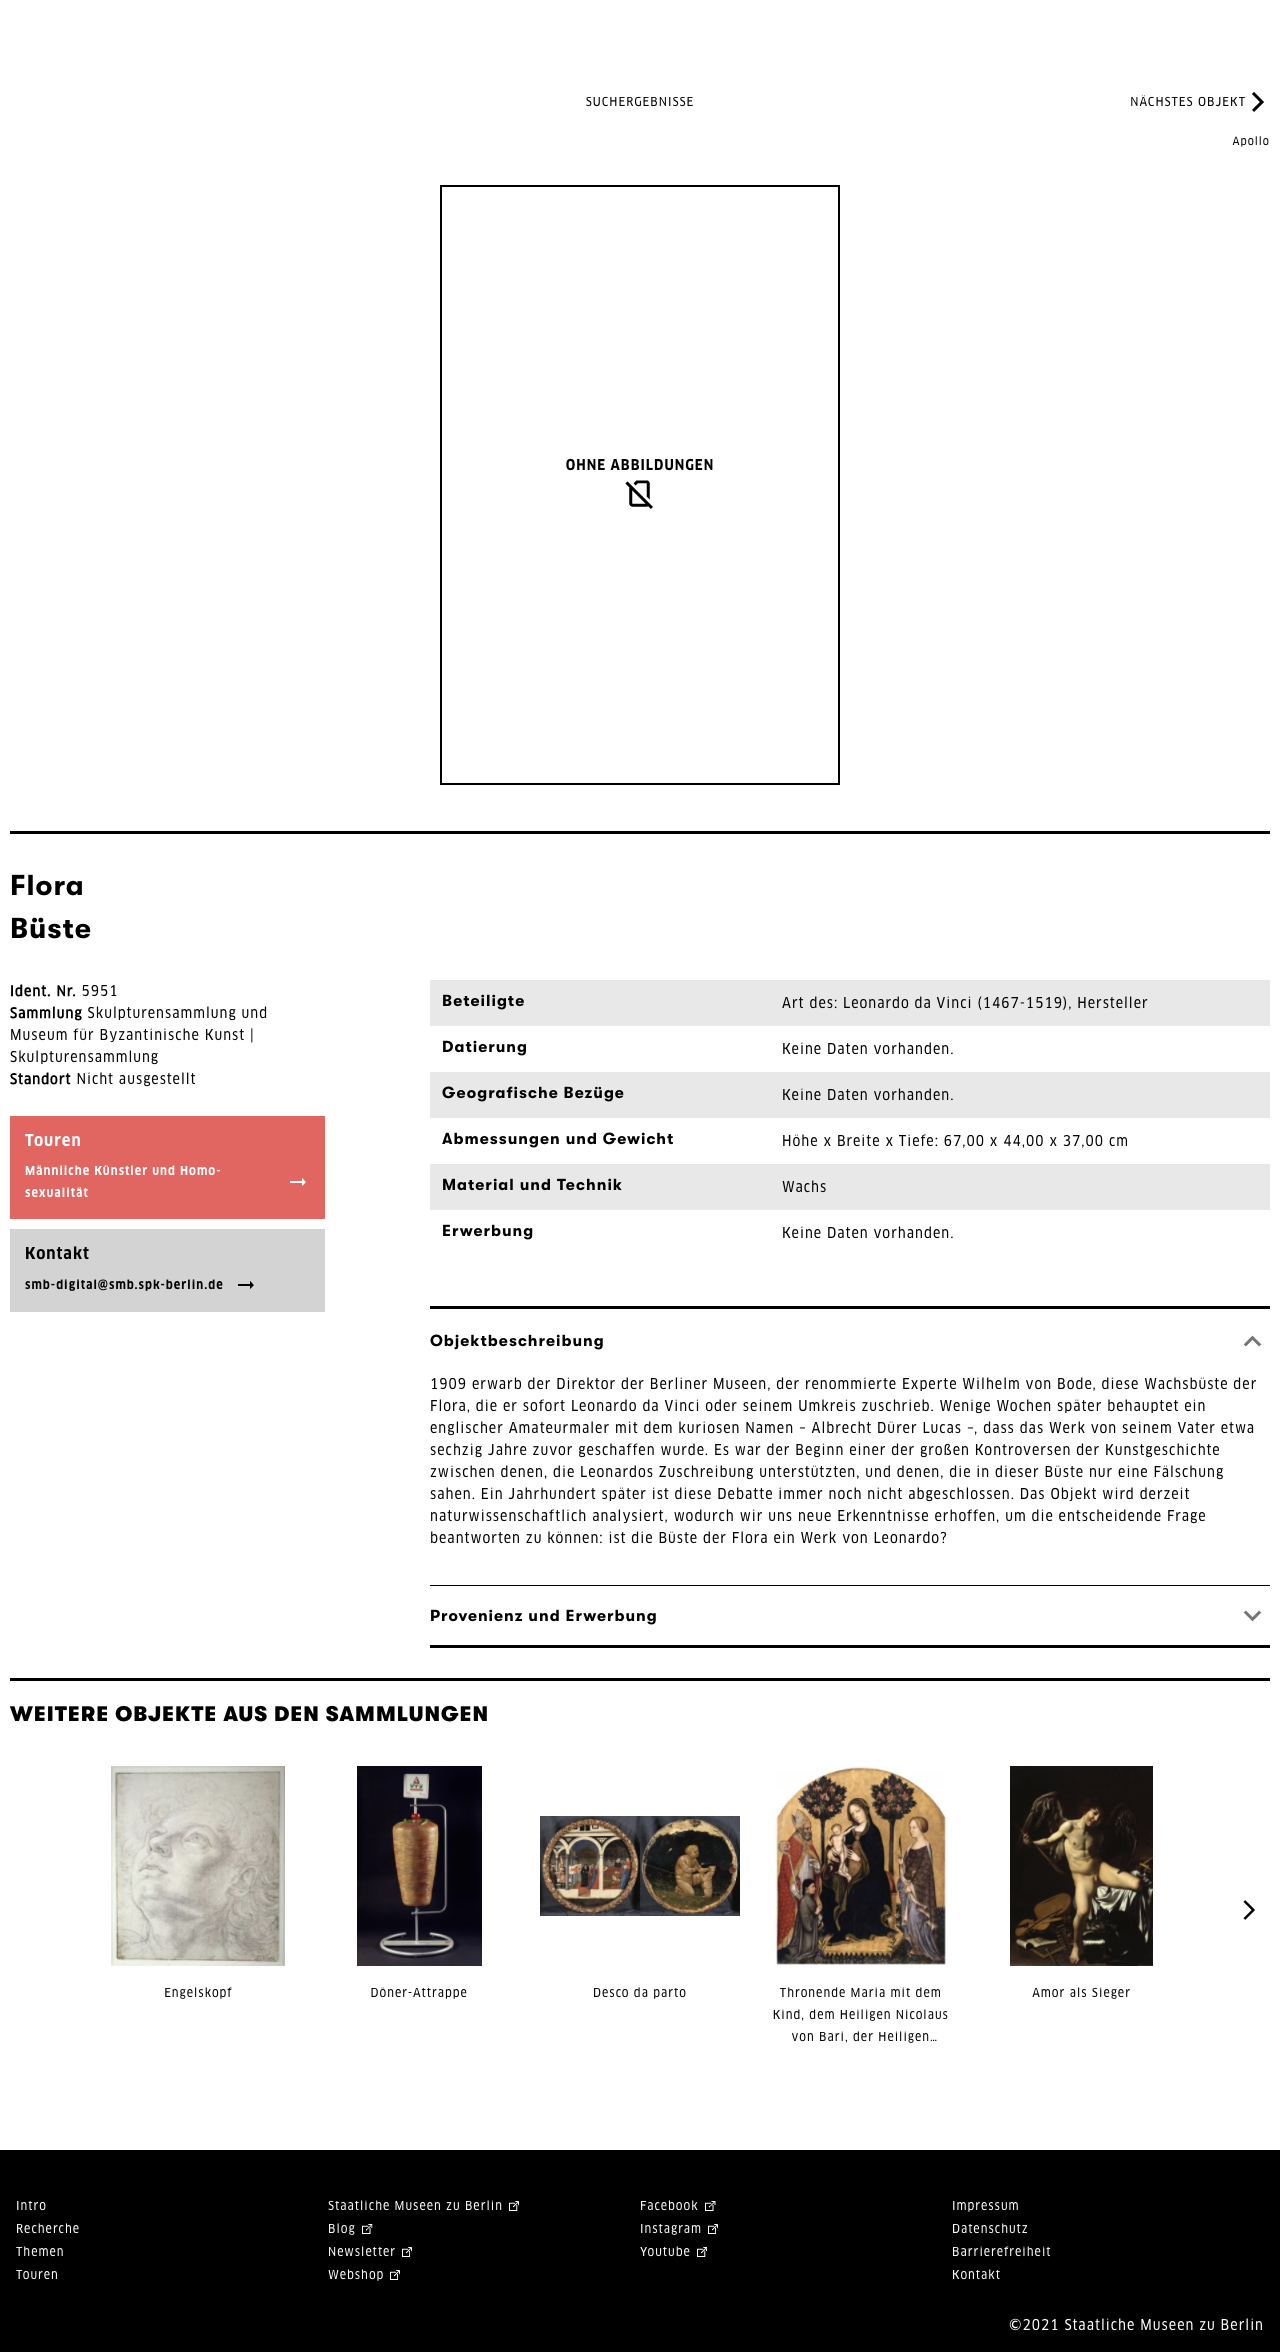 SUCHERGEBNISSE
NÄCHSTES OBJEKT
Apollo
OHNE ABBILDUNGEN
Flora
Büste
Ident. Nr. 5951
Sammlung Skulpturensammlung und
Museum für Byzantinische Kunst |
Skulpturensammlung
Standort Nicht ausgestellt
Touren
Männliche Künstler und Homo-
sexualität
Kontakt
smb-digital@smb.spk-berlin.de
Beteiligte Art des: Leonardo da Vinci (1467-1519), Hersteller
Datierung Keine Daten vorhanden.
Geografische Bezüge Keine Daten vorhanden.
Abmessungen und Gewicht Höhe x Breite x Tiefe: 67,00 x 44,00 x 37,00 cm
Material und Technik Wachs
Erwerbung Keine Daten vorhanden.
Objektbeschreibung
1909 erwarb der Direktor der Berliner Museen, der renommierte Experte Wilhelm von Bode, diese Wachsbüste der
Flora, die er sofort Leonardo da Vinci oder seinem Umkreis zuschrieb. Wenige Wochen später behauptet ein
englischer Amateurmaler mit dem kuriosen Namen – Albrecht Dürer Lucas –, dass das Werk von seinem Vater etwa
sechzig Jahre zuvor geschaffen wurde. Es war der Beginn einer der großen Kontroversen der Kunstgeschichte
zwischen denen, die Leonardos Zuschreibung unterstützten, und denen, die in dieser Büste nur eine Fälschung
sahen. Ein Jahrhundert später ist diese Debatte immer noch nicht abgeschlossen. Das Objekt wird derzeit
naturwissenschaftlich analysiert, wodurch wir uns neue Erkenntnisse erhoffen, um die entscheidende Frage
beantworten zu können: ist die Büste der Flora ein Werk von Leonardo?
Provenienz und Erwerbung
WEITERE OBJEKTE AUS DEN SAMMLUNGEN
Engelskopf
Döner-Attrappe
Desco da parto
Thronende Maria mit dem
Kind, dem Heiligen Nicolaus
von Bari, der Heiligen…
Amor als Sieger
Intro
Recherche
Themen
Touren
Staatliche Museen zu Berlin
Blog
Newsletter
Webshop
Facebook
Instagram
Youtube
Impressum
Datenschutz
Barrierefreiheit
Kontakt
©2021 Staatliche Museen zu Berlin